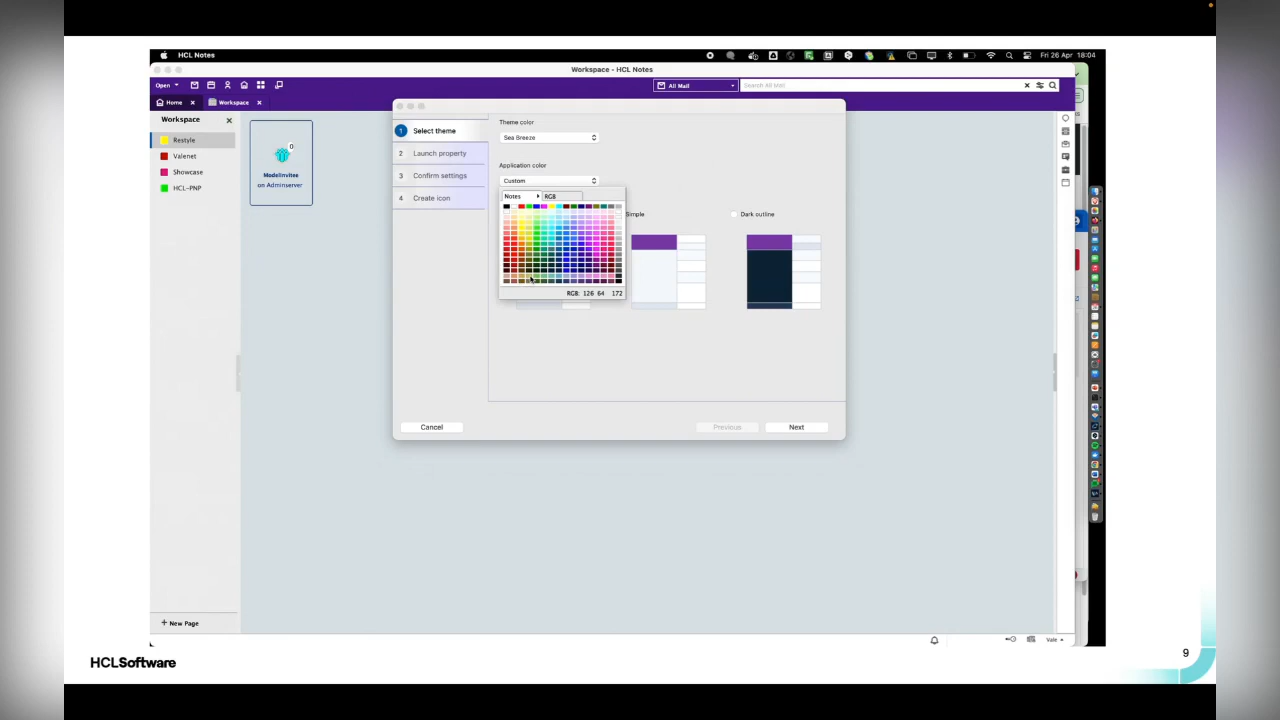 HCL Notes
Fri 26 Apr 18:04
Workspace - HCL Notes
Open
All Mail
Search All Mail
Home
Workspace
Workspace
Restyle
Valenet
Showcase
HCL-PNP
0
ModelInvitee
on Adminserver
1 Select theme
2 Launch property
3 Confirm settings
4 Create icon
Theme color
Sea Breeze
Application color
Custom
Notes
RGB
RGB: 126 64 172
Simple
Dark outline
Cancel
Previous
Next
+ New Page
Vale
HCLSoftware
9